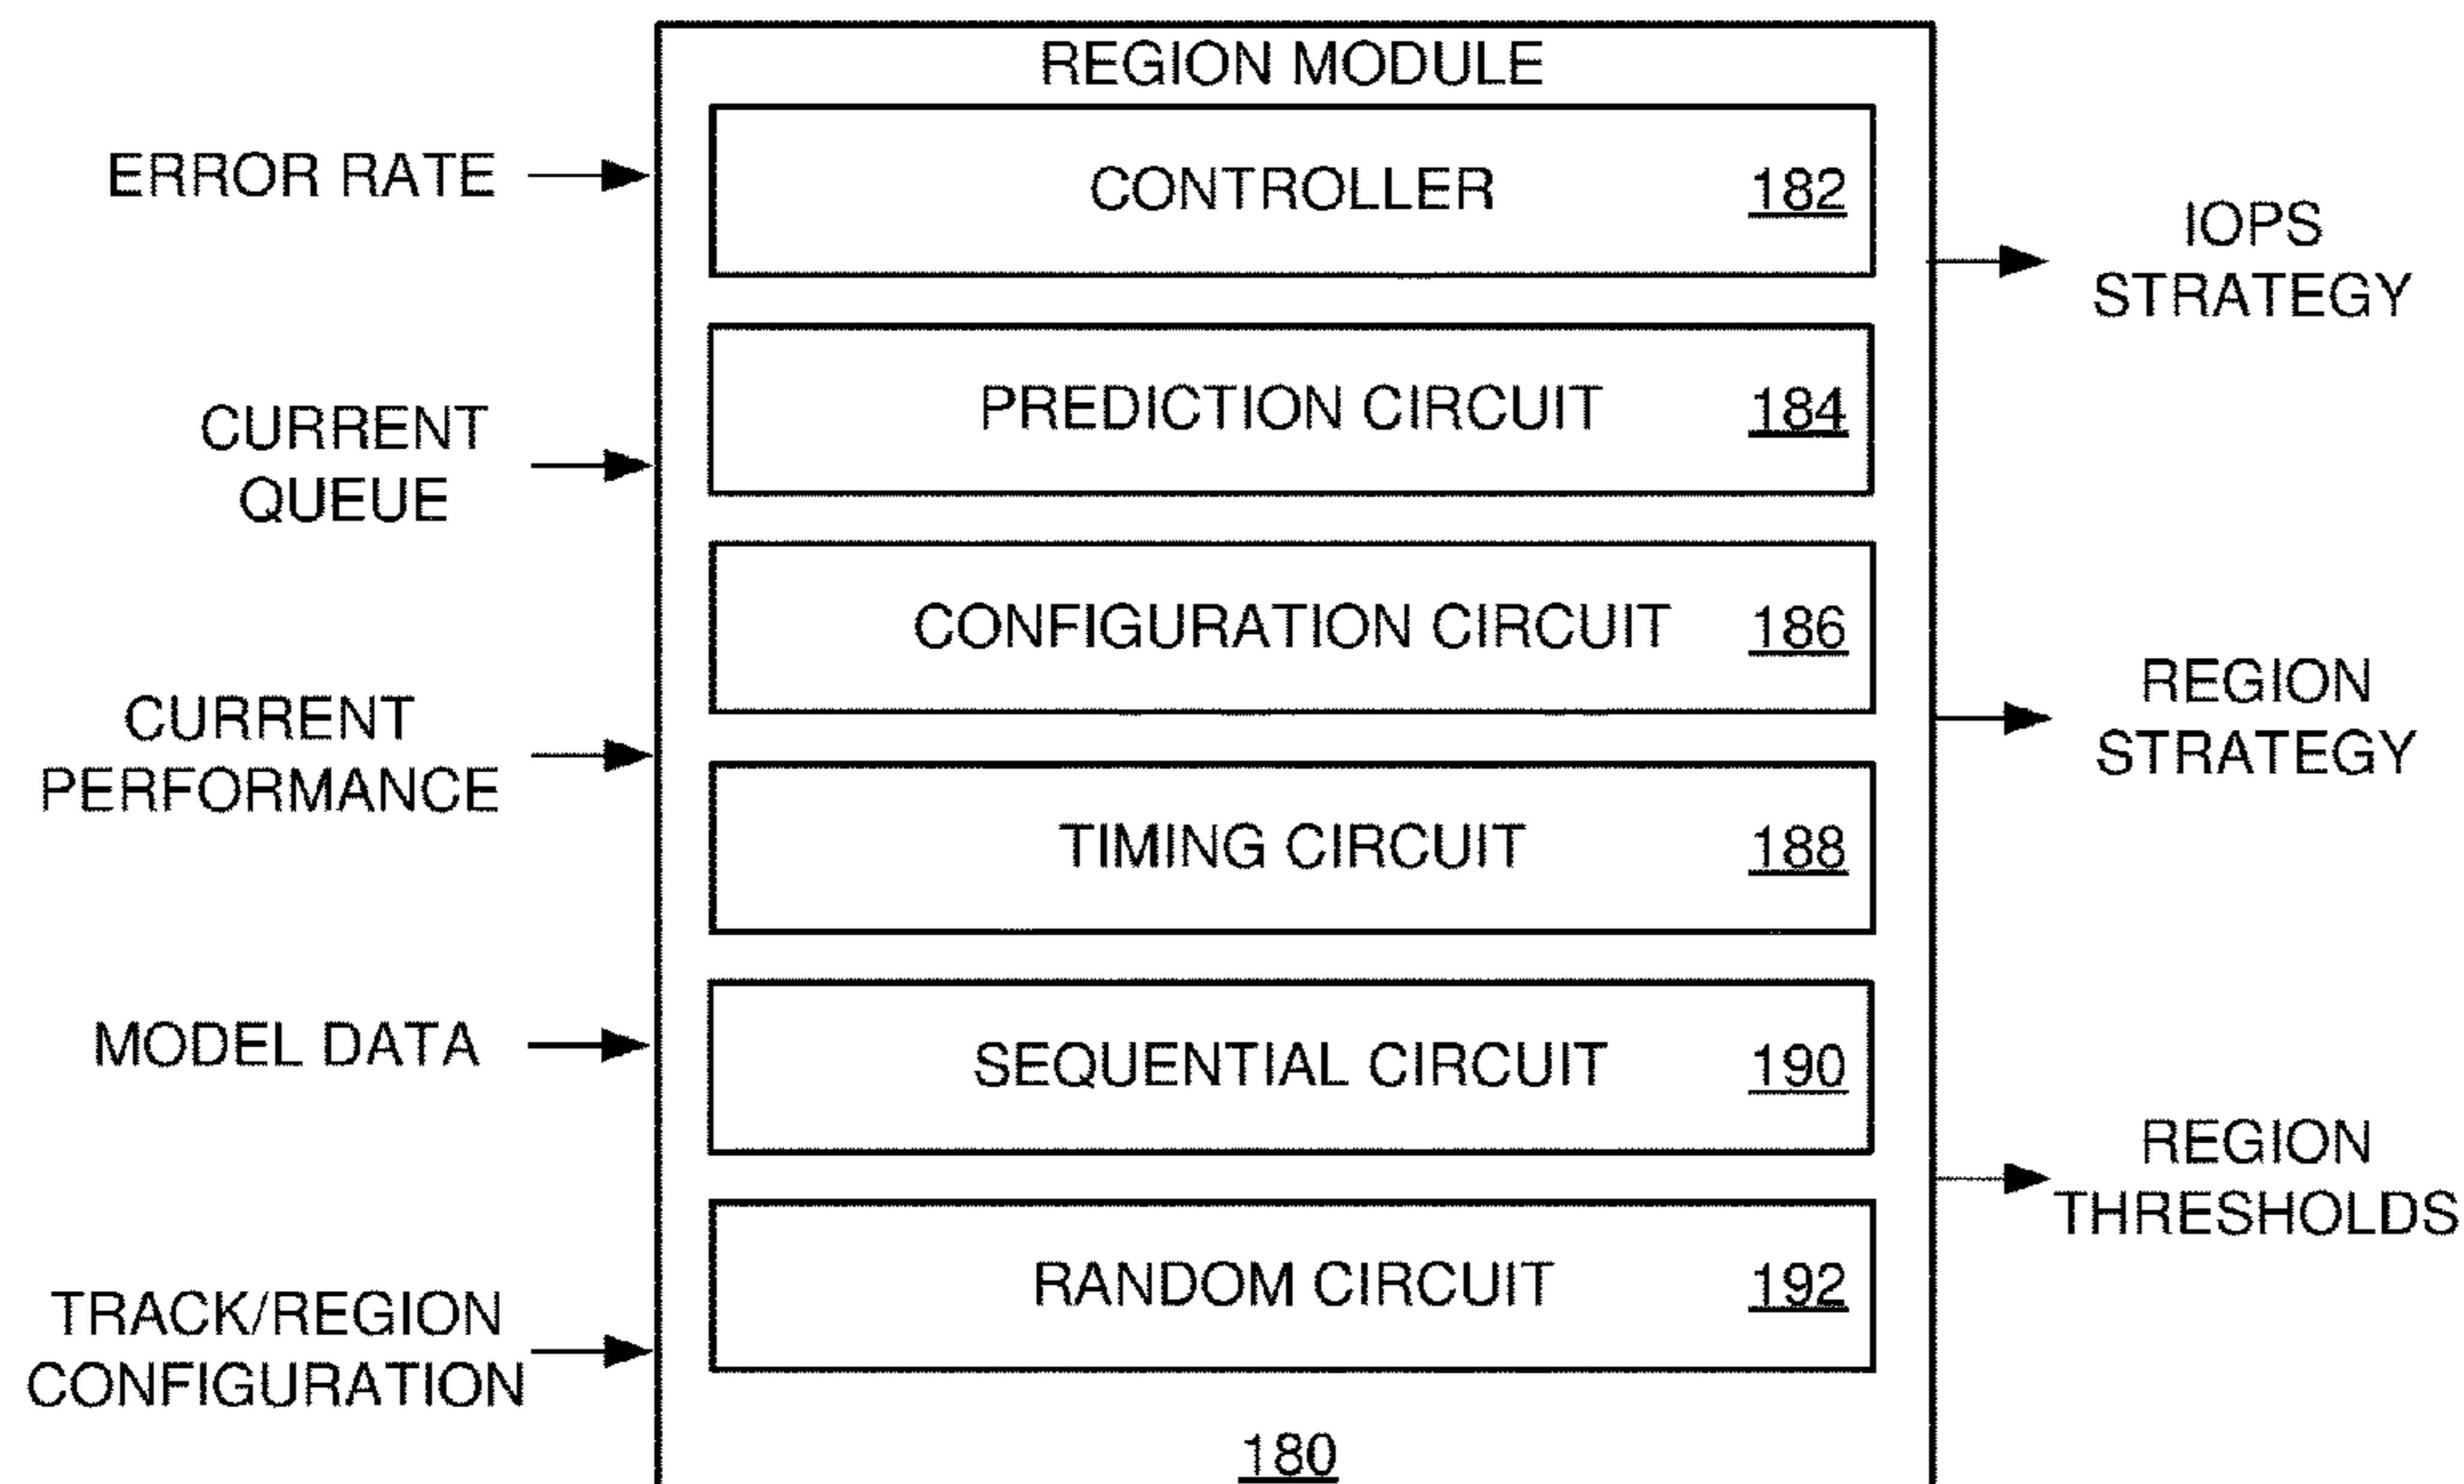 REGION MODULE
ERROR RATE
CURRENT
QUEUE
CURRENT
PERFORMANCE
MODEL DATA
TRACK/REGION
CONFIGURATION
CONTROLLER 182
PREDICTION CIRCUIT 184
CONFIGURATION CIRCUIT 186
TIMING CIRCUIT 188
SEQUENTIAL CIRCUIT 190
RANDOM CIRCUIT 192
180
IOPS
STRATEGY
REGION
STRATEGY
REGION
THRESHOLDS